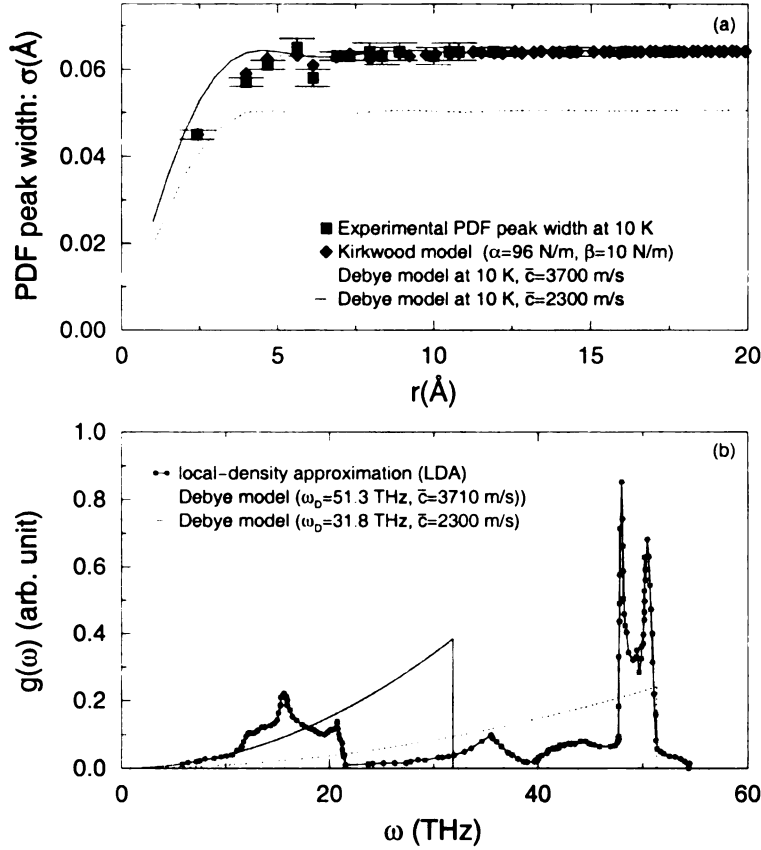 (a)
PDF peak width: σ(Å)
0.06
0.04
0.02
0.00
■ Experimental PDF peak width at 10 K
◆ Kirkwood model (α=96 N/m, β=10 N/m)
Debye model at 10 K, c̄=3700 m/s
Debye model at 10 K, c̄=2300 m/s
0 5 10 15 20
r(Å)
(b)
g(ω) (arb. unit)
1.0
0.8
0.6
0.4
0.2
0.0
local-density approximation (LDA)
Debye model (ω_D=51.3 THz, c̄=3710 m/s))
Debye model (ω_D=31.8 THz, c̄=2300 m/s)
0 20 40 60
ω (THz)